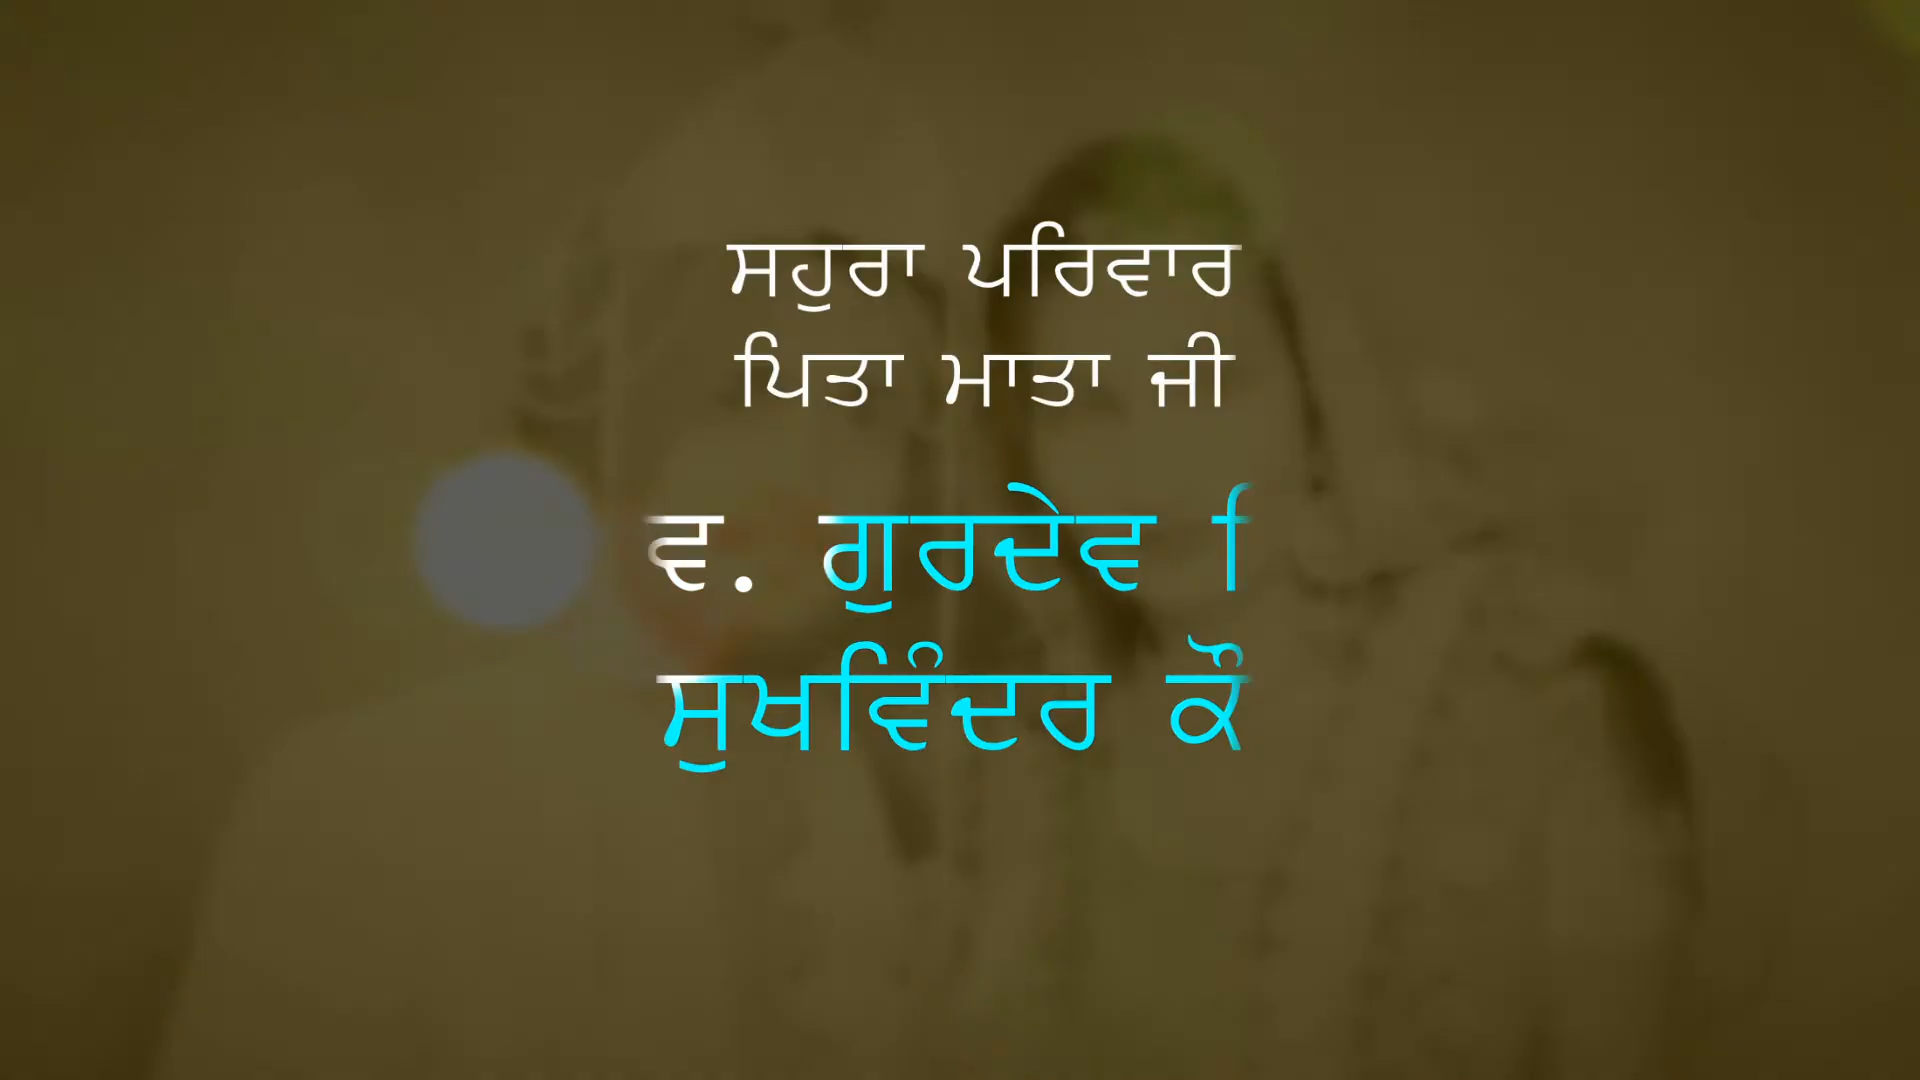 ਸਹੁਰਾ ਪਰਿਵਾਰ
ਪਿਤਾ ਮਾਤਾ ਜੀ
ਵ. ਗੁਰਦੇਵ
ਸੁਖਵਿੰਦਰ ਕੌ